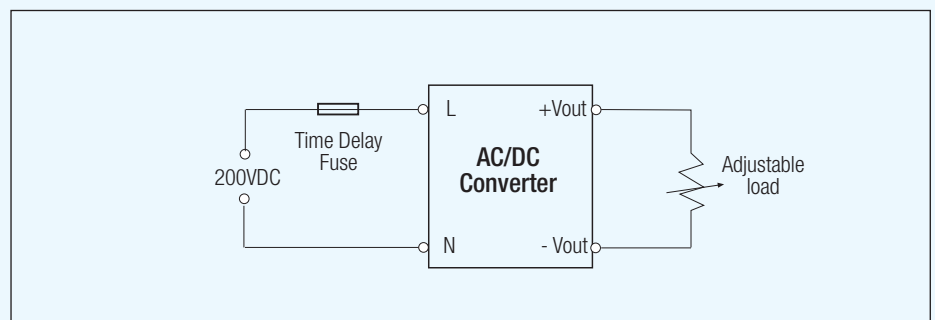 L
+Vout
Time Delay
Fuse
200VDC
AC/DC
Converter
Adjustable
load
N
- Vout